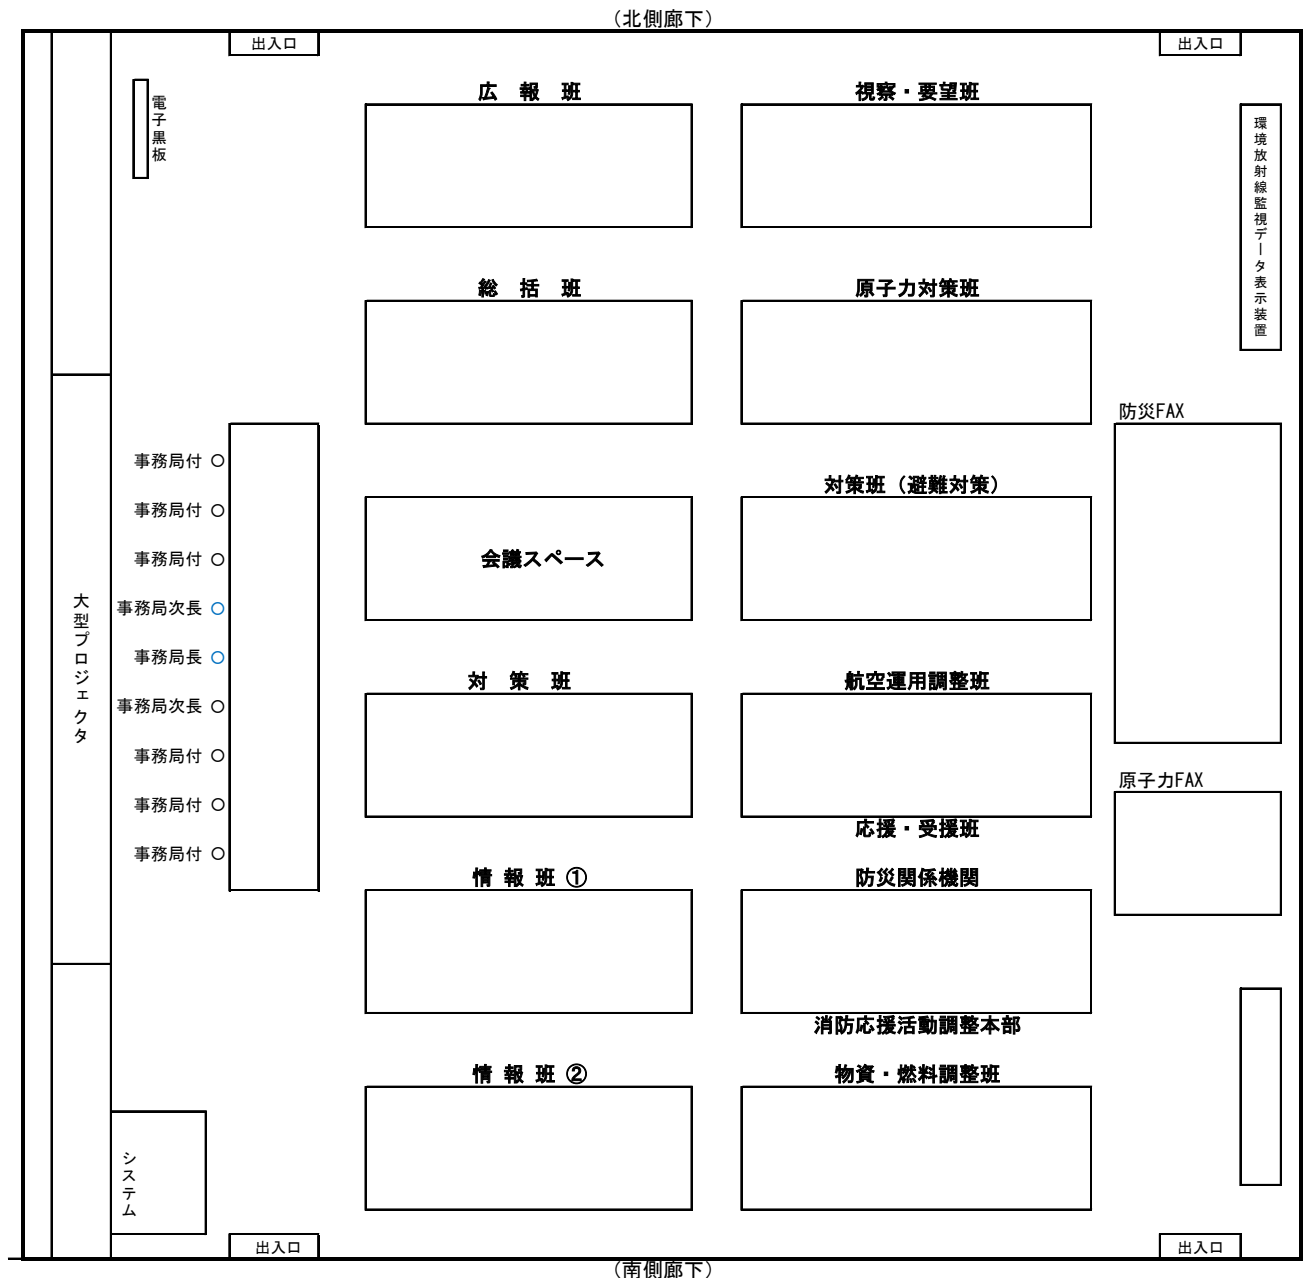 （北側廊下）
出入口
出入口
電子黒板
広　報　班
視察・要望班
環境放射線監視データ表示装置
総　括　班
原子力対策班
防災FAX
事務局付 ○
事務局付 ○
対策班（避難対策）
事務局付 ○
会議スペース
大型プロジェクタ
事務局次長 ○
事務局長 ○
対　策　班
航空運用調整班
事務局次長 ○
事務局付 ○
原子力FAX
事務局付 ○
応援・受援班
事務局付 ○
情 報 班 ①
防災関係機関
消防応援活動調整本部
情 報 班 ②
物資・燃料調整班
システム
出入口
出入口
（南側廊下）